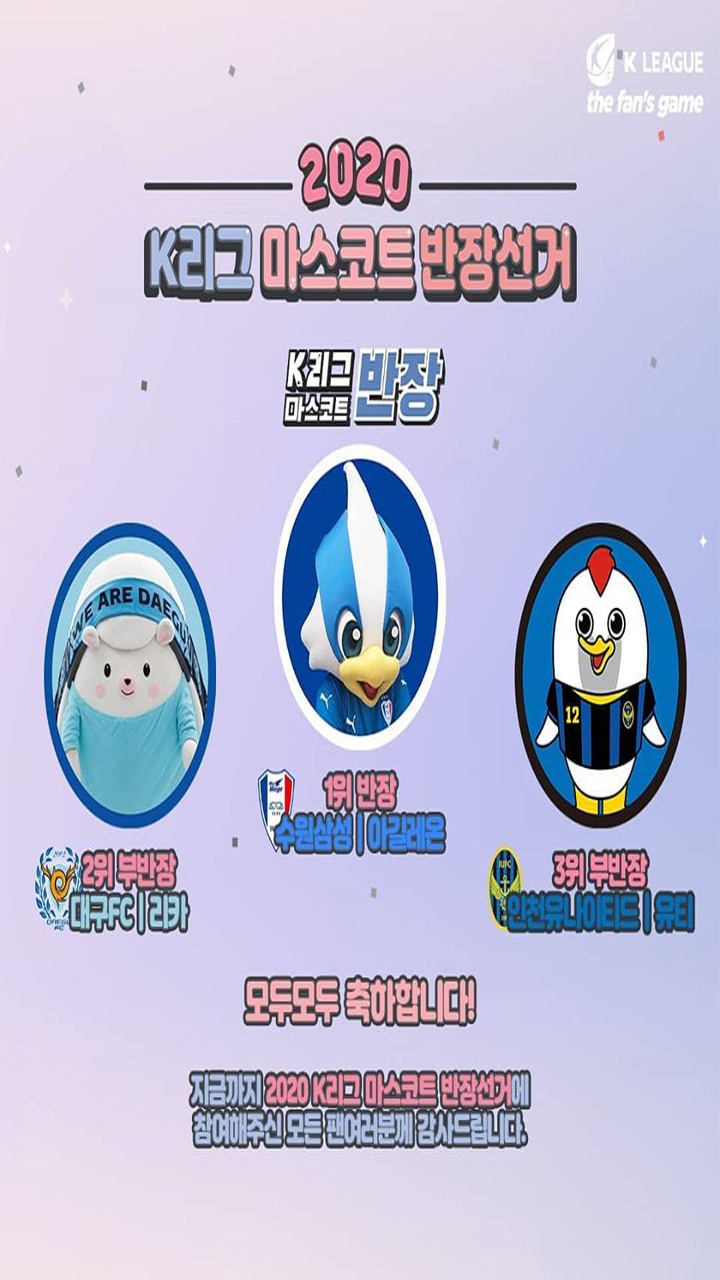 K LEAGUE
the fan's game
2020
K리그 마스코트 반장선거
K리그
마스코트 반장
WE ARE DAEGU
12
1위 반장
수원삼성 | 아길레온
2위 부반장
대구FC | 리카
3위 부반장
인천유나이티드 | 유티
모두모두 축하합니다!
지금까지 2020 K리그 마스코트 반장선거에
참여해주신 모든 팬여러분께 감사드립니다.